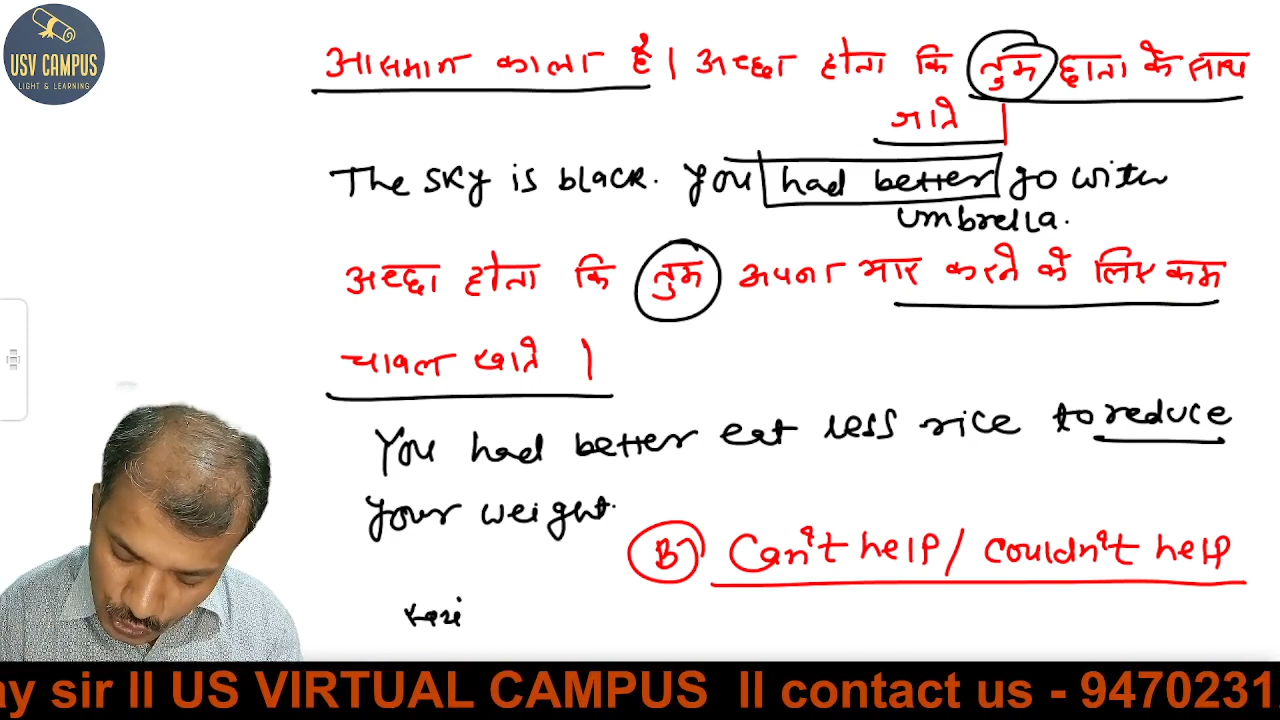 USV CAMPUS
LIGHT & LEARNING
आसमान काला है। अच्छा होता कि तुम छाता के साथ
जाते।
The sky is black. You had better go with
umbrella.
अच्छा होता कि तुम अपना भार करने के लिए कम
चावल खाते।
You had better eat less rice to reduce
your weight.
B) Can't help / couldn't help
ay sir II US VIRTUAL CAMPUS II contact us - 9470231